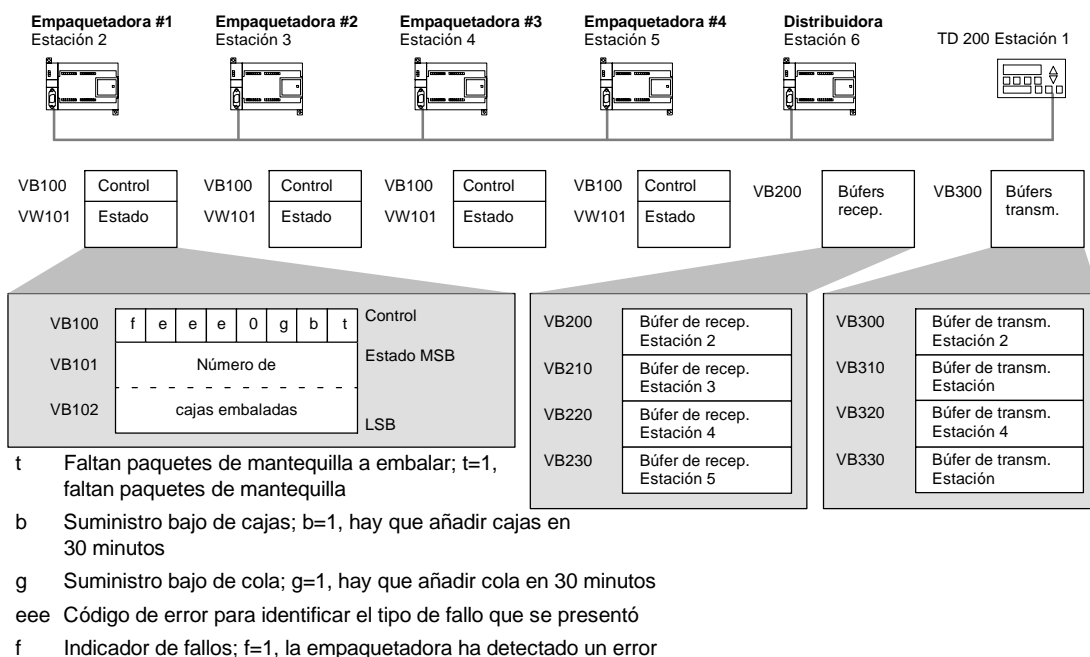 Empaquetadora #1
Estación 2
Empaquetadora #2
Estación 3
Empaquetadora #3
Estación 4
Empaquetadora #4
Estación 5
Distribuidora
Estación 6
TD 200 Estación 1
VB100 Control
VW101 Estado
VB100 Control
VW101 Estado
VB100 Control
VW101 Estado
VB100 Control
VW101 Estado
VB200 Búfers
recep.
VB300 Búfers
transm.
VB100 f e e e 0 g b t Control
VB101 Número de Estado MSB
VB102 cajas embaladas
LSB
VB200 Búfer de recep.
Estación 2
VB210 Búfer de recep.
Estación 3
VB220 Búfer de recep.
Estación 4
VB230 Búfer de recep.
Estación 5
VB300 Búfer de transm.
Estación 2
VB310 Búfer de transm.
Estación
VB320 Búfer de transm.
Estación 4
VB330 Búfer de transm.
Estación
t Faltan paquetes de mantequilla a embalar; t=1,
faltan paquetes de mantequilla
b Suministro bajo de cajas; b=1, hay que añadir cajas en
30 minutos
g Suministro bajo de cola; g=1, hay que añadir cola en 30 minutos
eee Código de error para identificar el tipo de fallo que se presentó
f Indicador de fallos; f=1, la empaquetadora ha detectado un error